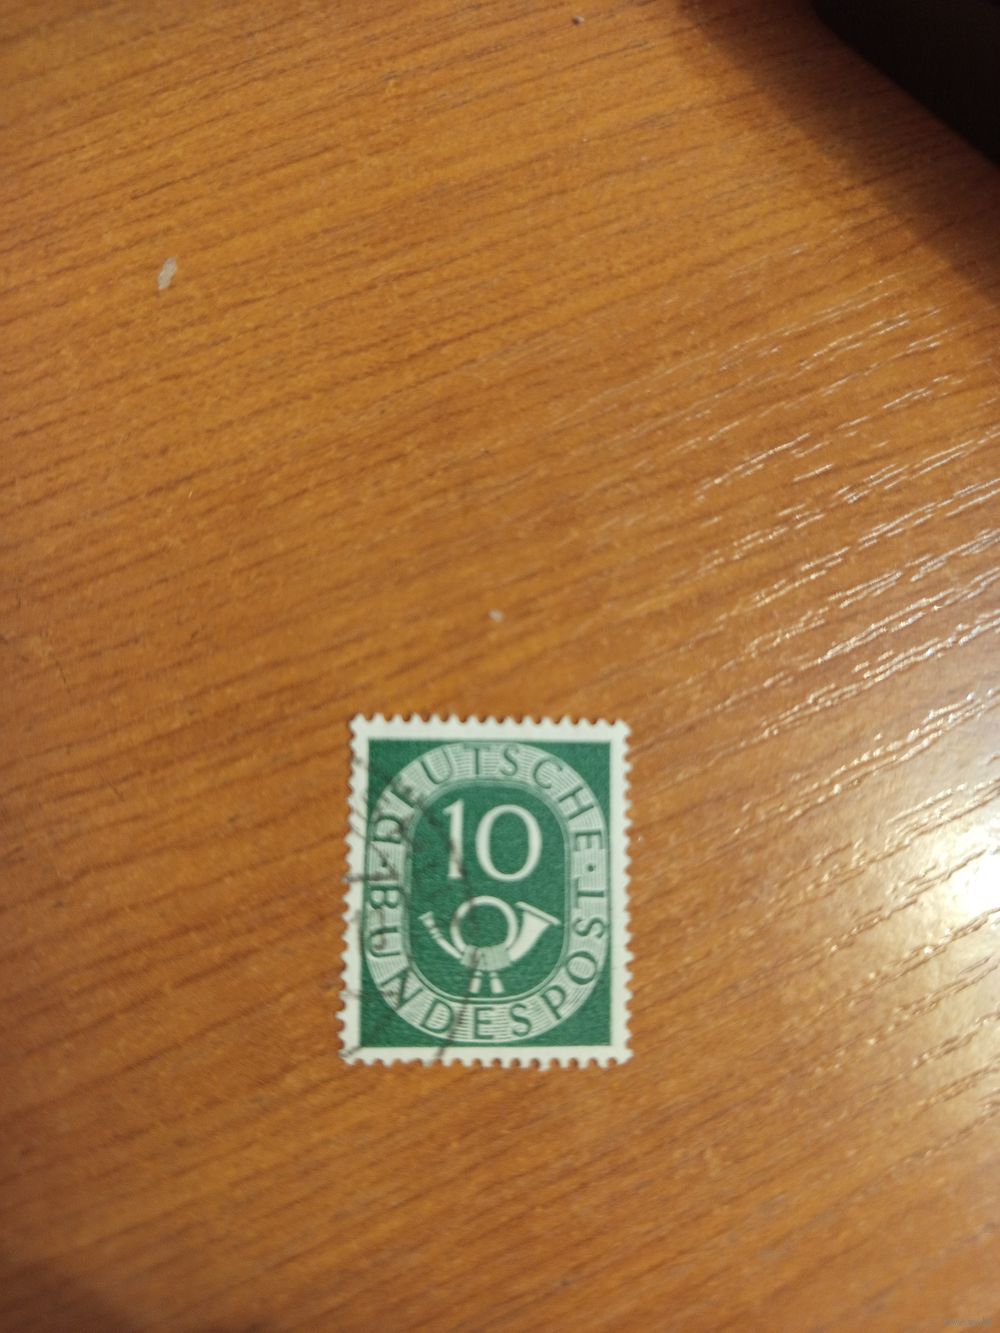 DEUTSCHE · BUNDESPOST
10